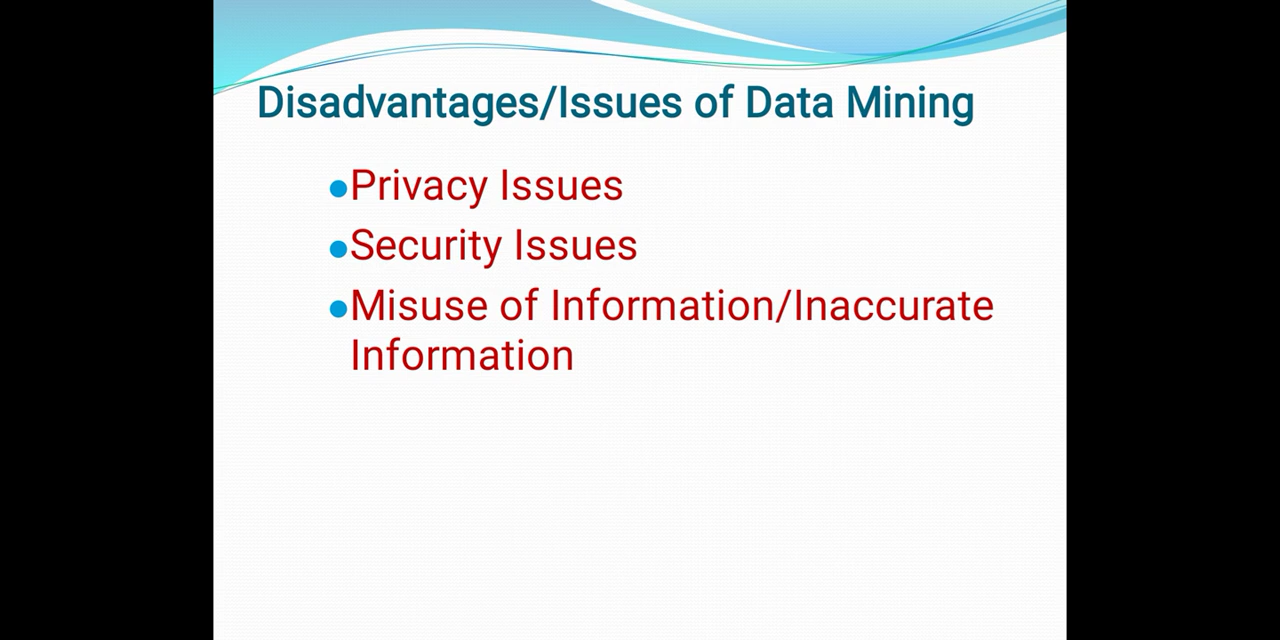 Disadvantages/Issues of Data Mining
●Privacy Issues
●Security Issues
●Misuse of Information/Inaccurate
Information